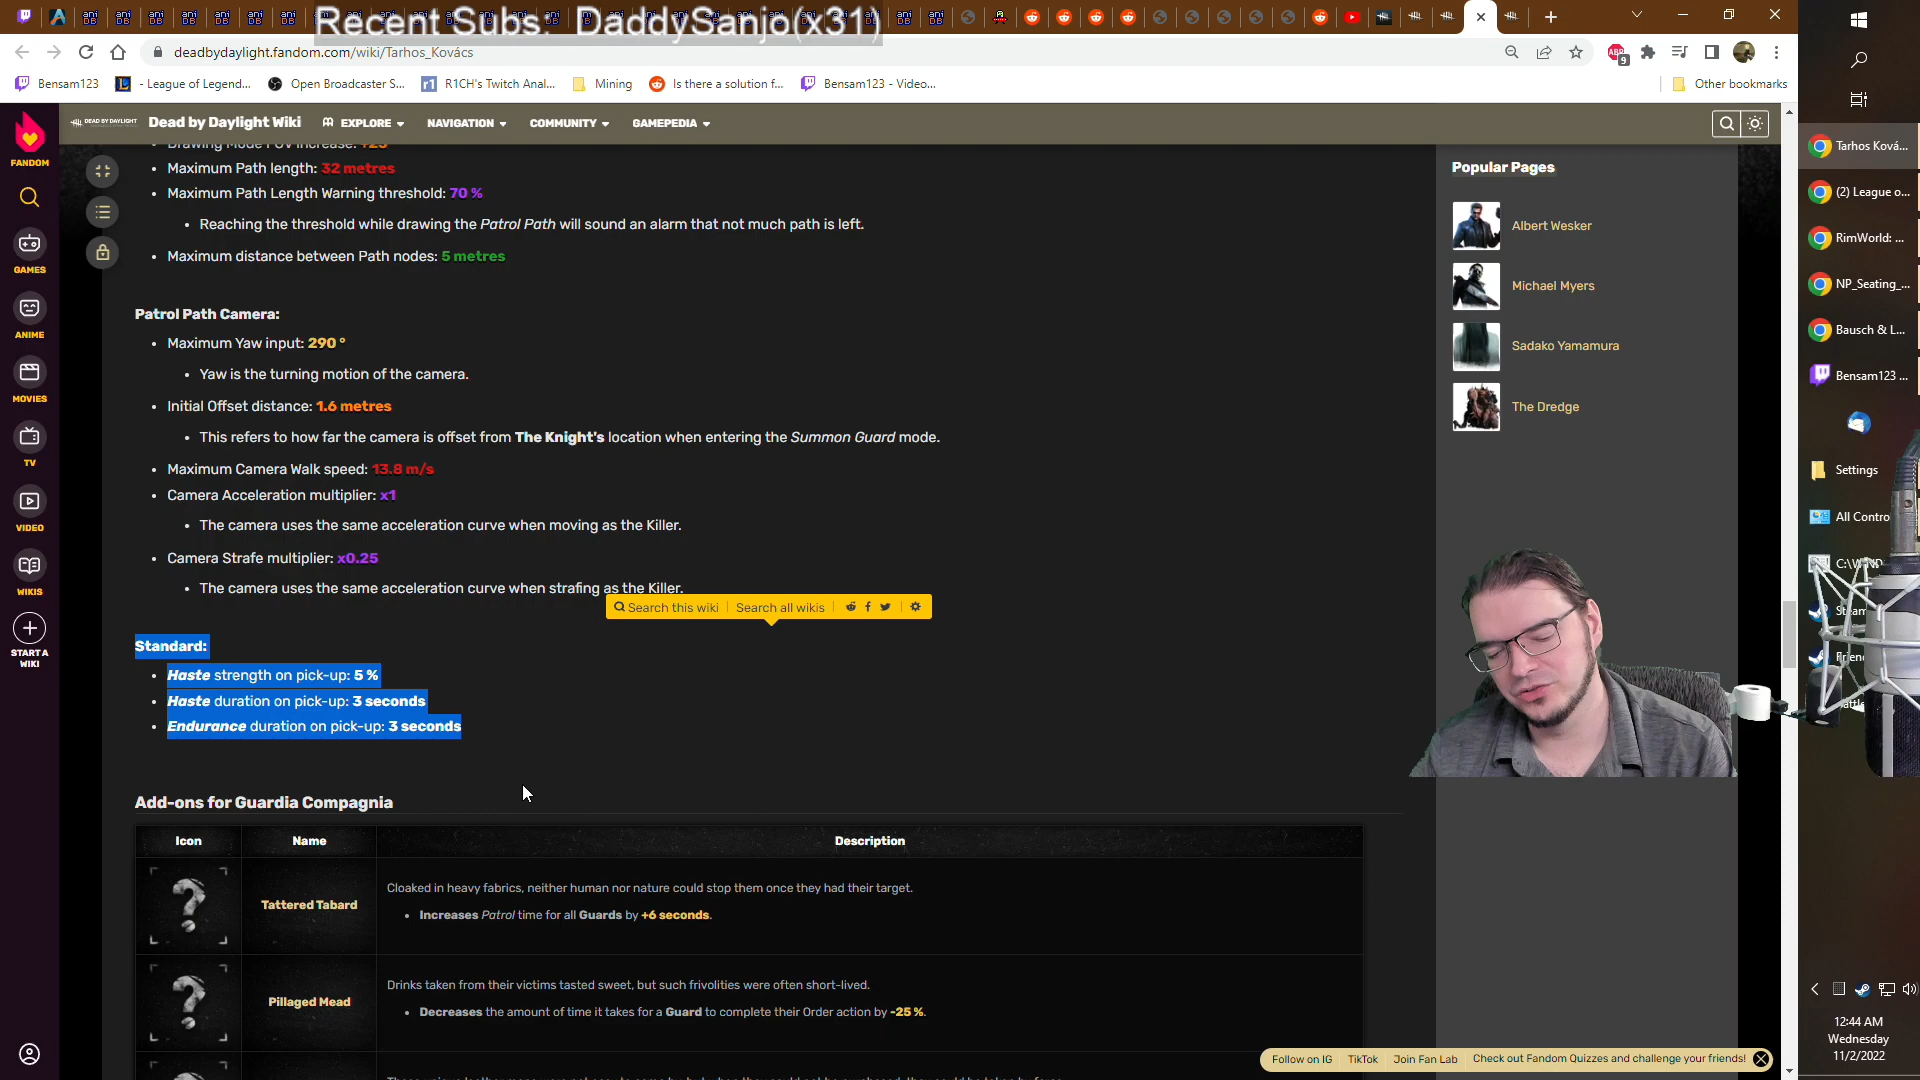 Recent Subs: DaddySanjo(x31)
deadbydaylight.fandom.com/wiki/Tarhos_Kovács
Bensam123
- League of Legend...
Open Broadcaster S...
R1CH's Twitch Anal...
Mining
Is there a solution f...
Bensam123 - Video...
Other bookmarks
FANDOM
GAMES
ANIME
MOVIES
TV
VIDEO
WIKIS
START A
WIKI
DEAD BY DAYLIGHT
Dead by Daylight Wiki
EXPLORE
NAVIGATION
COMMUNITY
GAMEPEDIA
Drawing Mode FOV increase: +25
Maximum Path length: 32 metres
Maximum Path Length Warning threshold: 70 %
Reaching the threshold while drawing the Patrol Path will sound an alarm that not much path is left.
Maximum distance between Path nodes: 5 metres
Patrol Path Camera:
Maximum Yaw input: 290 °
Yaw is the turning motion of the camera.
Initial Offset distance: 1.6 metres
This refers to how far the camera is offset from The Knight's location when entering the Summon Guard mode.
Maximum Camera Walk speed: 13.8 m/s
Camera Acceleration multiplier: x1
The camera uses the same acceleration curve when moving as the Killer.
Camera Strafe multiplier: x0.25
The camera uses the same acceleration curve when strafing as the Killer.
Search this wiki
Search all wikis
Standard:
Haste strength on pick-up: 5 %
Haste duration on pick-up: 3 seconds
Endurance duration on pick-up: 3 seconds
Add-ons for Guardia Compagnia
Icon
Name
Description
Tattered Tabard
Cloaked in heavy fabrics, neither human nor nature could stop them once they had their target.
Increases Patrol time for all Guards by +6 seconds.
Pillaged Mead
Drinks taken from their victims tasted sweet, but such frivolities were often short-lived.
Decreases the amount of time it takes for a Guard to complete their Order action by -25 %.
Popular Pages
Albert Wesker
Michael Myers
Sadako Yamamura
The Dredge
Follow on IG
TikTok
Join Fan Lab
Check out Fandom Quizzes and challenge your friends!
Tarhos Ková...
(2) League o...
RimWorld: ...
NP_Seating_...
Bausch & L...
Bensam123 ...
Settings
All Contro
C:\WIND
Steam
Friend
12:44 AM
Wednesday
11/2/2022